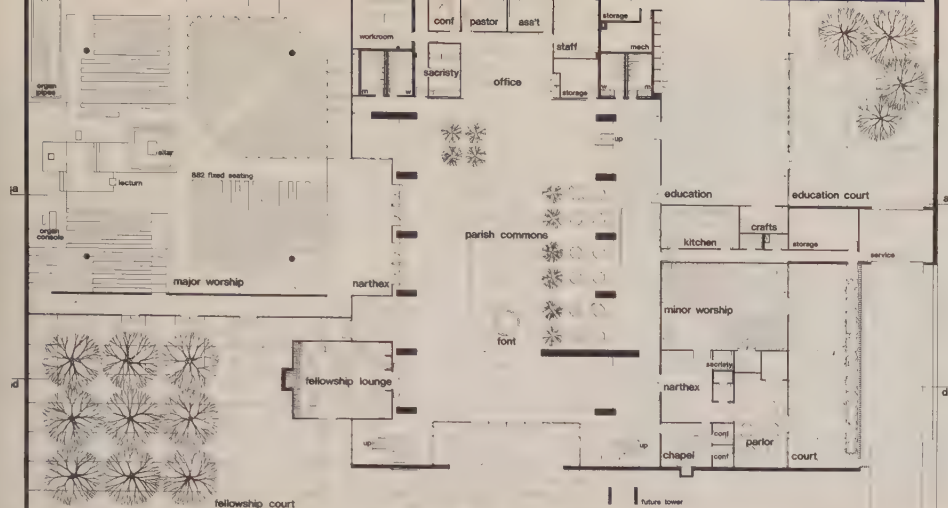 conf
pastor
ass't
storage
workroom
staff
mech
sacristy
office
m
w
storage
w
m
organ
pipes
up
altar
lecturn
882 fixed seating
a
a
education
education court
organ
console
parish commons
crafts
kitchen
storage
service
major worship
narthex
minor worship
font
sacristy
d
fellowship lounge
narthex
d
conf
up
up
parlor
chapel
conf
court
future tower
fellowship court